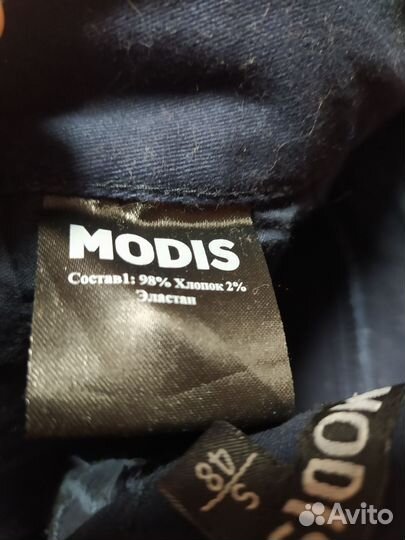 MODIS
Состав1: 98% Хлопок 2%
Эластан
S
48
MODIS
Avito